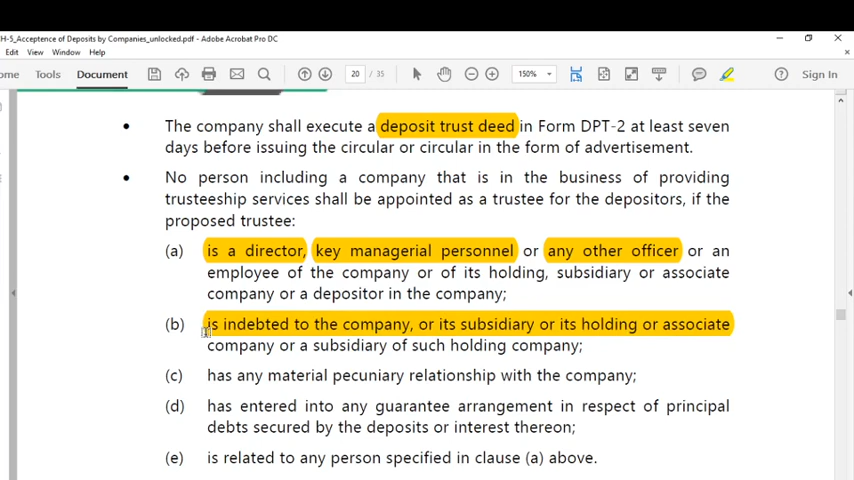 H-5_Acceptence of Deposits by Companies_unlocked.pdf - Adobe Acrobat Pro DC
Edit View Window Help
ome Tools Document 20 / 35 150% Sign In
• The company shall execute a deposit trust deed in Form DPT-2 at least seven
days before issuing the circular or circular in the form of advertisement.
• No person including a company that is in the business of providing
trusteeship services shall be appointed as a trustee for the depositors, if the
proposed trustee:
(a) is a director, key managerial personnel or any other officer or an
employee of the company or of its holding, subsidiary or associate
company or a depositor in the company;
(b) is indebted to the company, or its subsidiary or its holding or associate
company or a subsidiary of such holding company;
(c) has any material pecuniary relationship with the company;
(d) has entered into any guarantee arrangement in respect of principal
debts secured by the deposits or interest thereon;
(e) is related to any person specified in clause (a) above.